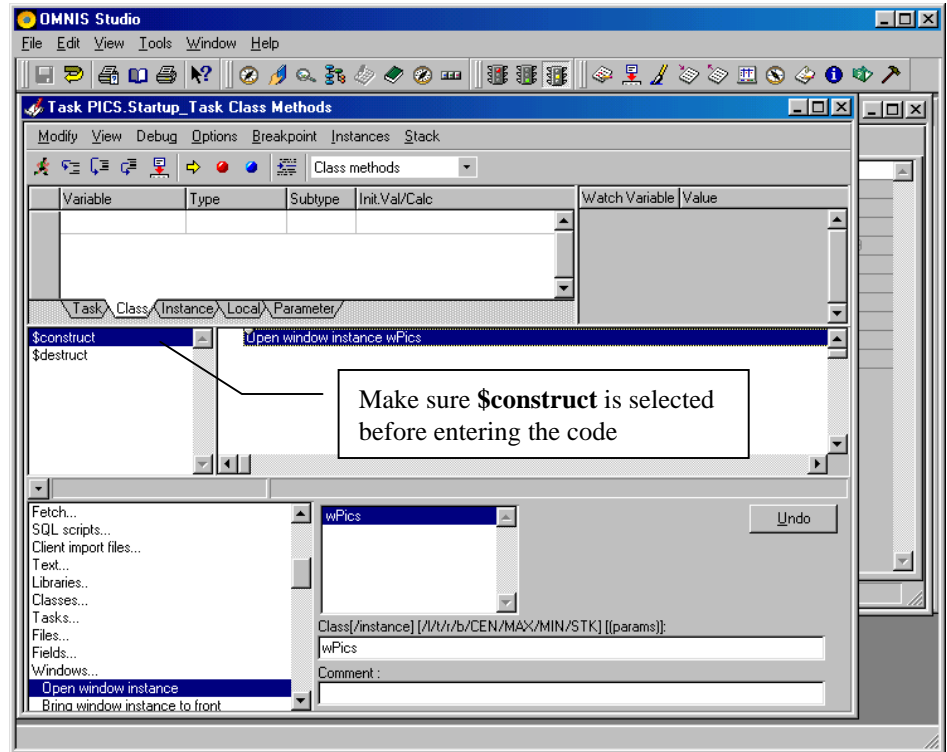 OMNIS Studio
File Edit View Tools Window Help
Task PICS.Startup_Task Class Methods
Modify View Debug Options Breakpoint Instances Stack
Class methods
Variable Type Subtype Init.Val/Calc
Watch Variable Value
Task Class Instance Local Parameter
$construct
$destruct
Open window instance wPics
Make sure $construct is selected
before entering the code
Fetch...
SQL scripts...
Client import files...
Text...
Libraries..
Classes...
Tasks...
Files...
Fields...
Windows...
Open window instance
Bring window instance to front
wPics
Undo
Class[/instance] [/l/t/r/b/CEN/MAX/MIN/STK] [(params)]:
wPics
Comment :